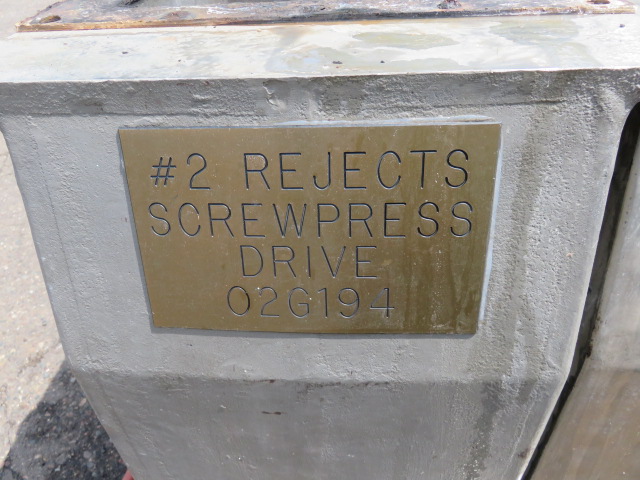 #2 REJECTS
SCREWPRESS
DRIVE
02G194